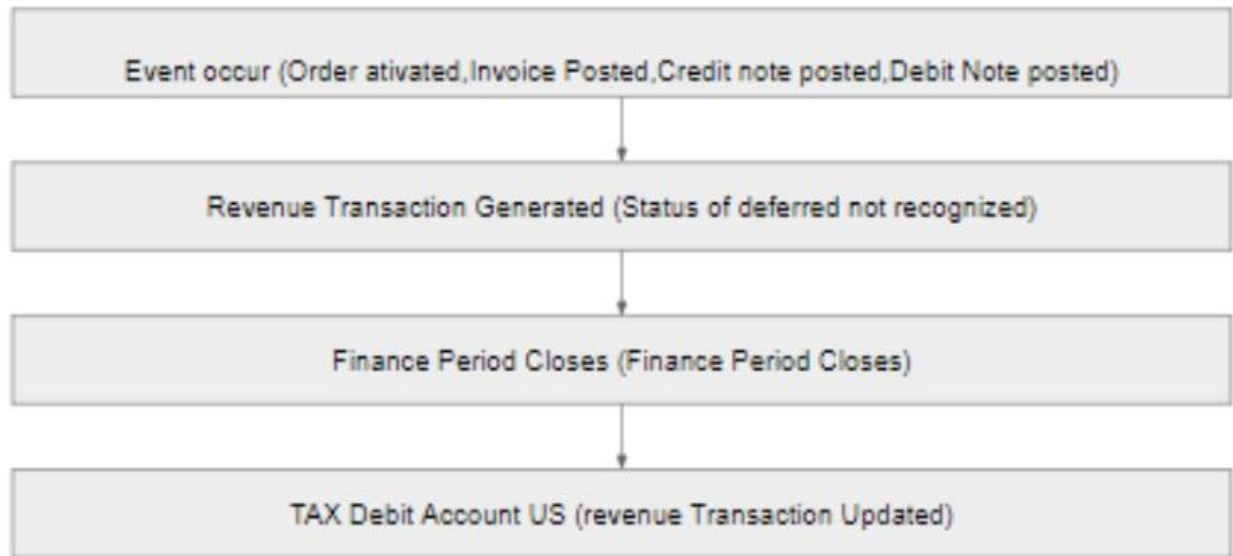 Event occur (Order ativated,Invoice Posted,Credit note posted,Debit Note posted)
Revenue Transaction Generated (Status of deferred not recognized)
Finance Period Closes (Finance Period Closes)
TAX Debit Account US (revenue Transaction Updated)